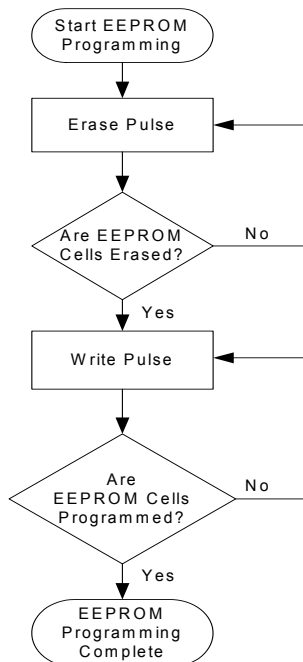 Start EEPROM
Programming
Erase Pulse
Are EEPROM
Cells Erased?
No
Yes
Write Pulse
Are
EEPROM Cells
Programmed?
No
Yes
EEPROM
Programming
Complete